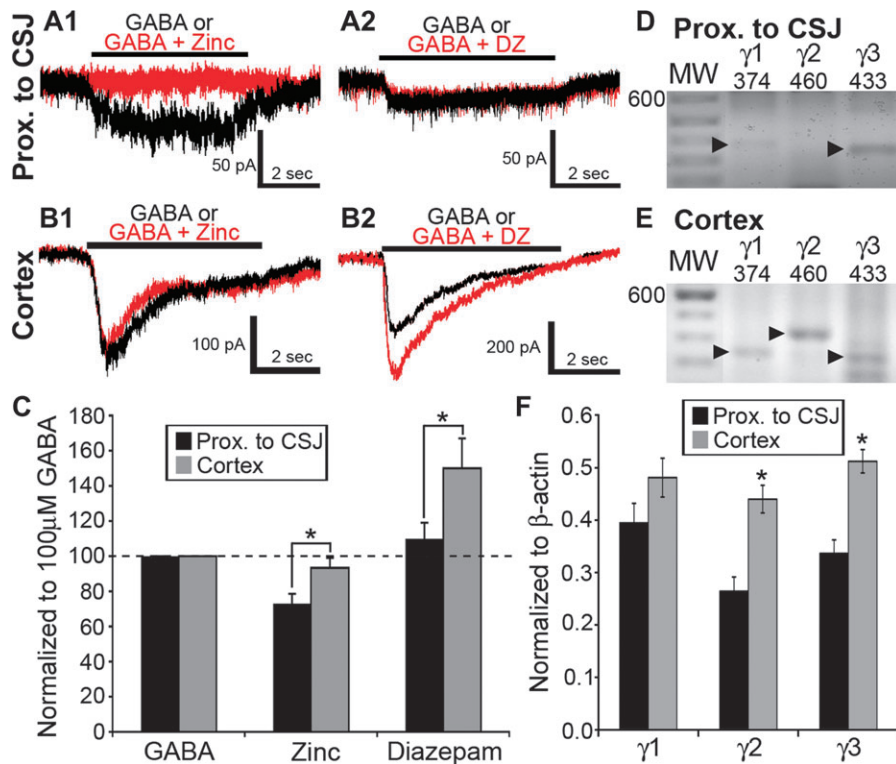 A1
GABA or
GABA + Zinc
Prox. to CSJ
50 pA
2 sec
A2
GABA or
GABA + DZ
50 pA
2 sec
B1
GABA or
GABA + Zinc
Cortex
100 pA
2 sec
B2
GABA or
GABA + DZ
200 pA
2 sec
C
Normalized to 100μM GABA
180
160
140
120
100
80
60
40
20
0
Prox. to CSJ
Cortex
*
*
GABA
Zinc
Diazepam
D Prox. to CSJ
γ1 γ2 γ3
MW 374 460 433
600
E Cortex
γ1 γ2 γ3
MW 374 460 433
600
F
Normalized to β-actin
0.6
0.5
0.4
0.3
0.2
0.1
0.0
Prox. to CSJ
Cortex
*
*
γ1
γ2
γ3